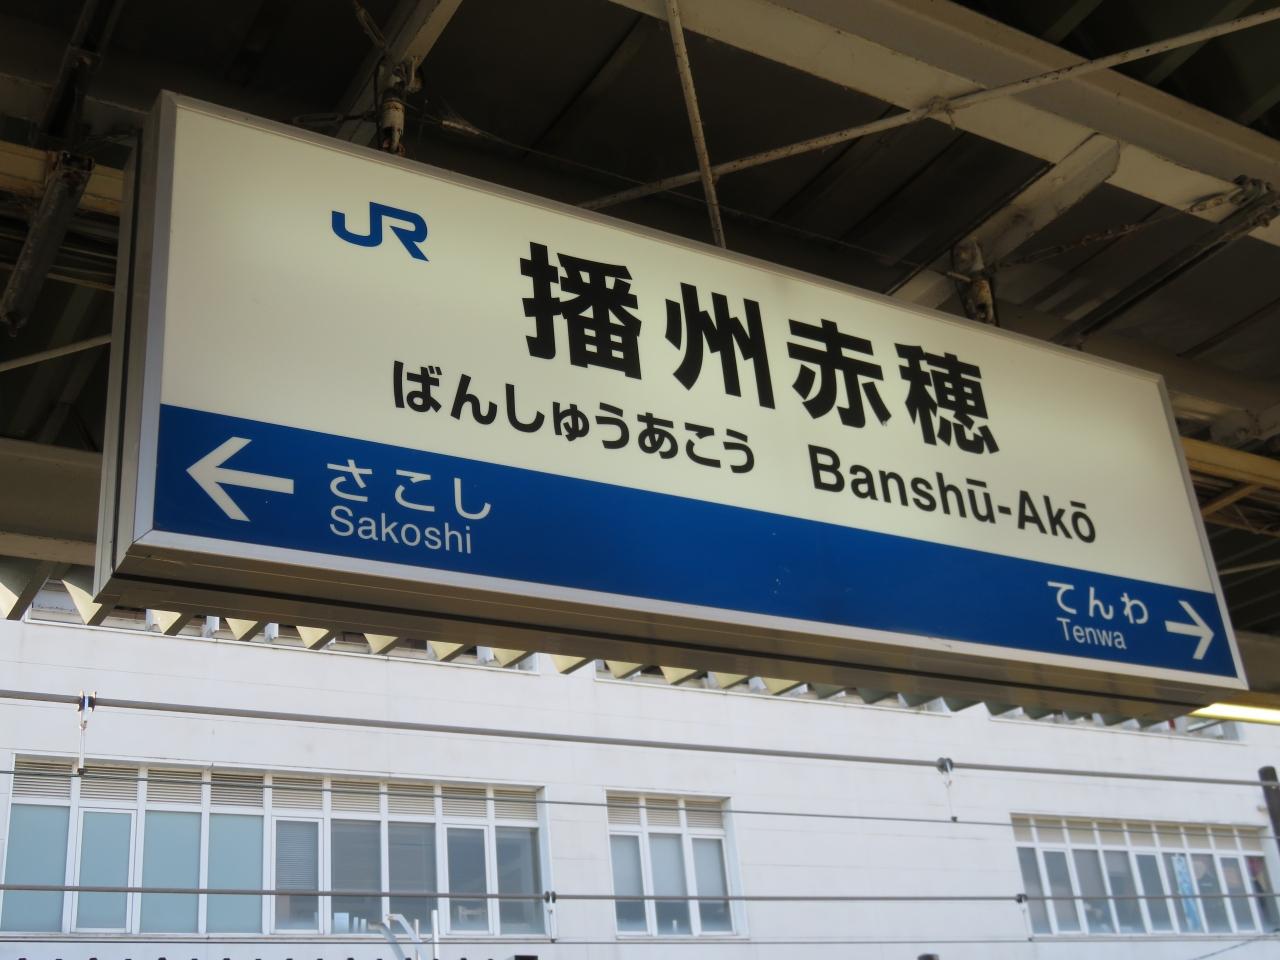 JR
播州赤穂
ばんしゅうあこう Banshū-Akō
← さこし
Sakoshi
てんわ →
Tenwa